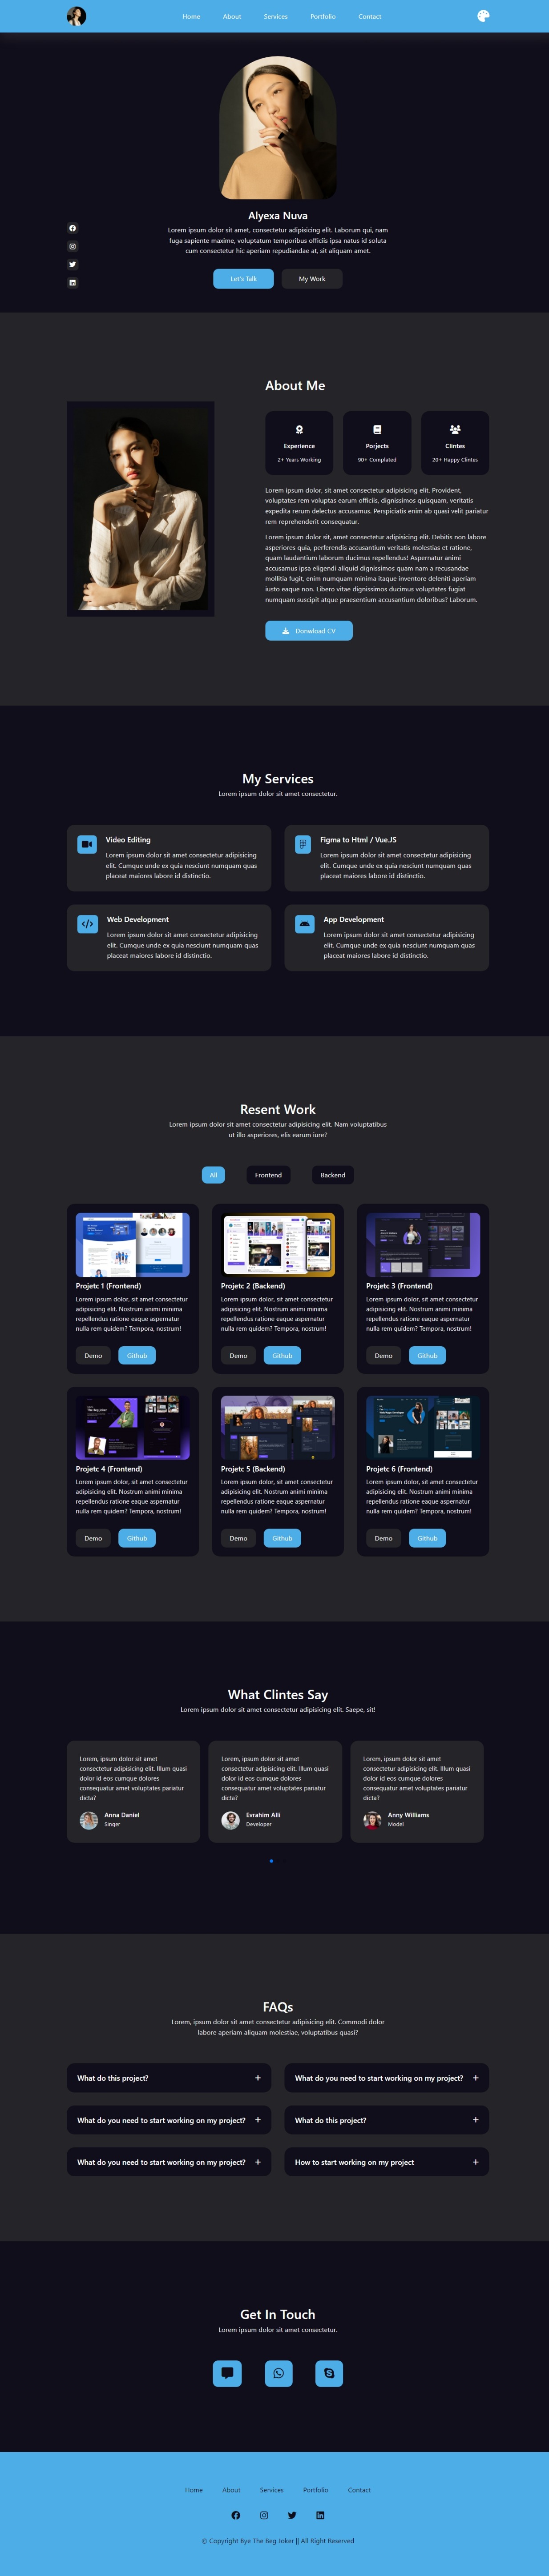 Home About Services Portfolio Contact
Alyexa Nuva
Lorem ipsum dolor sit amet, consectetur adipisicing elit. Laborum qui, nam
fuga sapiente maxime, voluptatum temporibus officiis ipsa natus id soluta
cum consectetur hic aperiam repudiandae at, sit aliquam amet.
Let's Talk My Work
About Me
Experience
2+ Years Working
Porjects
90+ Complated
Clintes
20+ Happy Clintes
Lorem ipsum dolor, sit amet consectetur adipisicing elit. Provident,
voluptates rem voluptas earum officiis, dignissimos quisquam, veritatis
expedita rerum delectus accusamus. Perspiciatis enim ab quasi velit pariatur
rem reprehenderit consequatur.
Lorem ipsum dolor sit, amet consectetur adipisicing elit. Debitis non labore
asperiores quia, perferendis accusantium veritatis molestias et ratione,
quam laudantium laborum ducimus repellendus! Aspernatur animi
accusamus ipsa eligendi aliquid dignissimos quam nam a recusandae
mollitia fugit, enim numquam minima itaque inventore deleniti aperiam
iusto eaque non. Libero vitae dignissimos ducimus voluptates fugiat
numquam suscipit atque praesentium accusantium doloribus? Laborum.
Donwload CV
My Services
Lorem ipsum dolor sit amet consectetur.
Video Editing
Lorem ipsum dolor sit amet consectetur adipisicing
elit. Cumque unde ex quia nesciunt numquam quas
placeat maiores labore id distinctio.
Figma to Html / Vue.JS
Lorem ipsum dolor sit amet consectetur adipisicing
elit. Cumque unde ex quia nesciunt numquam quas
placeat maiores labore id distinctio.
Web Development
Lorem ipsum dolor sit amet consectetur adipisicing
elit. Cumque unde ex quia nesciunt numquam quas
placeat maiores labore id distinctio.
App Development
Lorem ipsum dolor sit amet consectetur adipisicing
elit. Cumque unde ex quia nesciunt numquam quas
placeat maiores labore id distinctio.
Resent Work
Lorem ipsum dolor sit amet consectetur adipisicing elit. Nam voluptatibus
ut illo asperiores, elis earum iure?
All Frontend Backend
Projetc 1 (Frontend)
Lorem ipsum dolor, sit amet consectetur
adipisicing elit. Nostrum animi minima
repellendus ratione eaque aspernatur
nulla rem quidem? Tempora, nostrum!
Demo Github
Projetc 2 (Backend)
Lorem ipsum dolor, sit amet consectetur
adipisicing elit. Nostrum animi minima
repellendus ratione eaque aspernatur
nulla rem quidem? Tempora, nostrum!
Demo Github
Projetc 3 (Frontend)
Lorem ipsum dolor, sit amet consectetur
adipisicing elit. Nostrum animi minima
repellendus ratione eaque aspernatur
nulla rem quidem? Tempora, nostrum!
Demo Github
Projetc 4 (Frontend)
Lorem ipsum dolor, sit amet consectetur
adipisicing elit. Nostrum animi minima
repellendus ratione eaque aspernatur
nulla rem quidem? Tempora, nostrum!
Demo Github
Projetc 5 (Backend)
Lorem ipsum dolor, sit amet consectetur
adipisicing elit. Nostrum animi minima
repellendus ratione eaque aspernatur
nulla rem quidem? Tempora, nostrum!
Demo Github
Projetc 6 (Frontend)
Lorem ipsum dolor, sit amet consectetur
adipisicing elit. Nostrum animi minima
repellendus ratione eaque aspernatur
nulla rem quidem? Tempora, nostrum!
Demo Github
What Clintes Say
Lorem ipsum dolor sit amet consectetur adipisicing elit. Saepe, sit!
Lorem, ipsum dolor sit amet
consectetur adipisicing elit. Illum quasi
dolor id eos cumque dolores
consequatur amet voluptates pariatur
dicta?
Anna Daniel
Singer
Lorem, ipsum dolor sit amet
consectetur adipisicing elit. Illum quasi
dolor id eos cumque dolores
consequatur amet voluptates pariatur
dicta?
Evrahim Alli
Developer
Lorem, ipsum dolor sit amet
consectetur adipisicing elit. Illum quasi
dolor id eos cumque dolores
consequatur amet voluptates pariatur
dicta?
Anny Williams
Model
FAQs
Lorem, ipsum dolor sit amet consectetur adipisicing elit. Commodi dolor
labore aperiam aliquam molestiae, voluptatibus quasi?
What do this project? +
What do you need to start working on my project? +
What do you need to start working on my project? +
What do this project? +
What do you need to start working on my project? +
How to start working on my project +
Get In Touch
Lorem ipsum dolor sit amet consectetur.
Home About Services Portfolio Contact
© Copyright Bye The Beg Joker || All Right Reserved